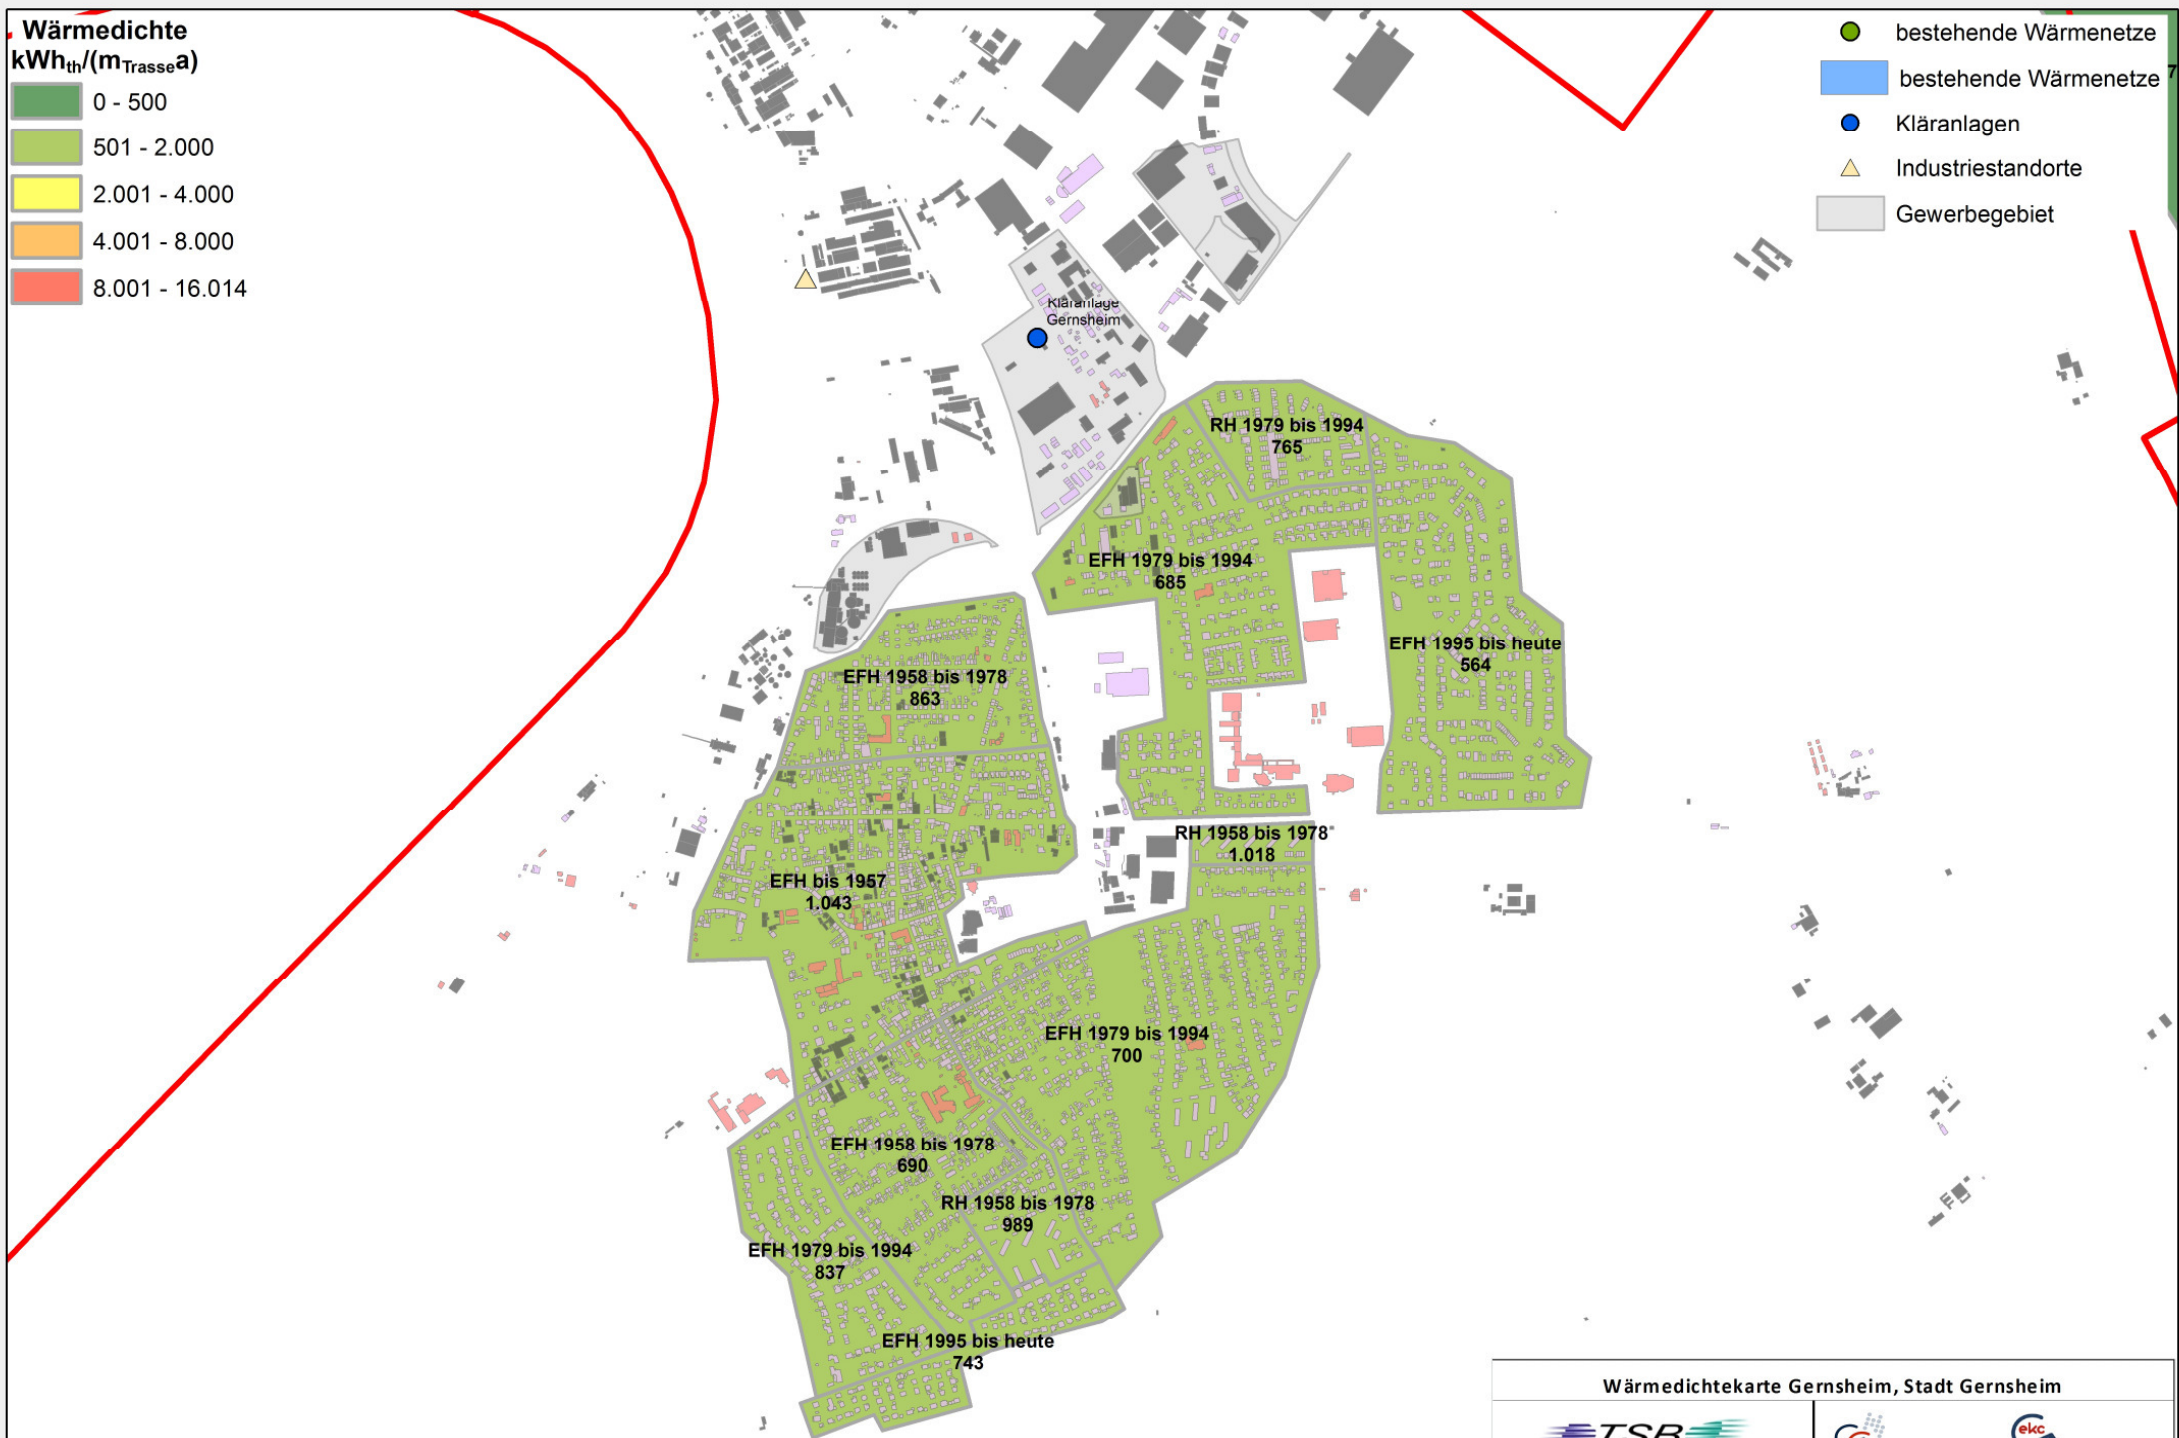 Wärmedichte
kWhth/(mTrassea)
0 - 500
501 - 2.000
2.001 - 4.000
4.001 - 8.000
8.001 - 16.014
bestehende Wärmenetze
bestehende Wärmenetze
Kläranlagen
Industriestandorte
Gewerbegebiet
7
Kläranlage
Gernsheim
RH 1979 bis 1994
765
EFH 1979 bis 1994
685
EFH 1995 bis heute
564
EFH 1958 bis 1978
863
RH 1958 bis 1978
1.018
EFH bis 1957
1.043
EFH 1979 bis 1994
700
EFH 1958 bis 1978
690
RH 1958 bis 1978
989
EFH 1979 bis 1994
837
EFH 1995 bis heute
743
Wärmedichtekarte Gernsheim, Stadt Gernsheim
TSB
ekc